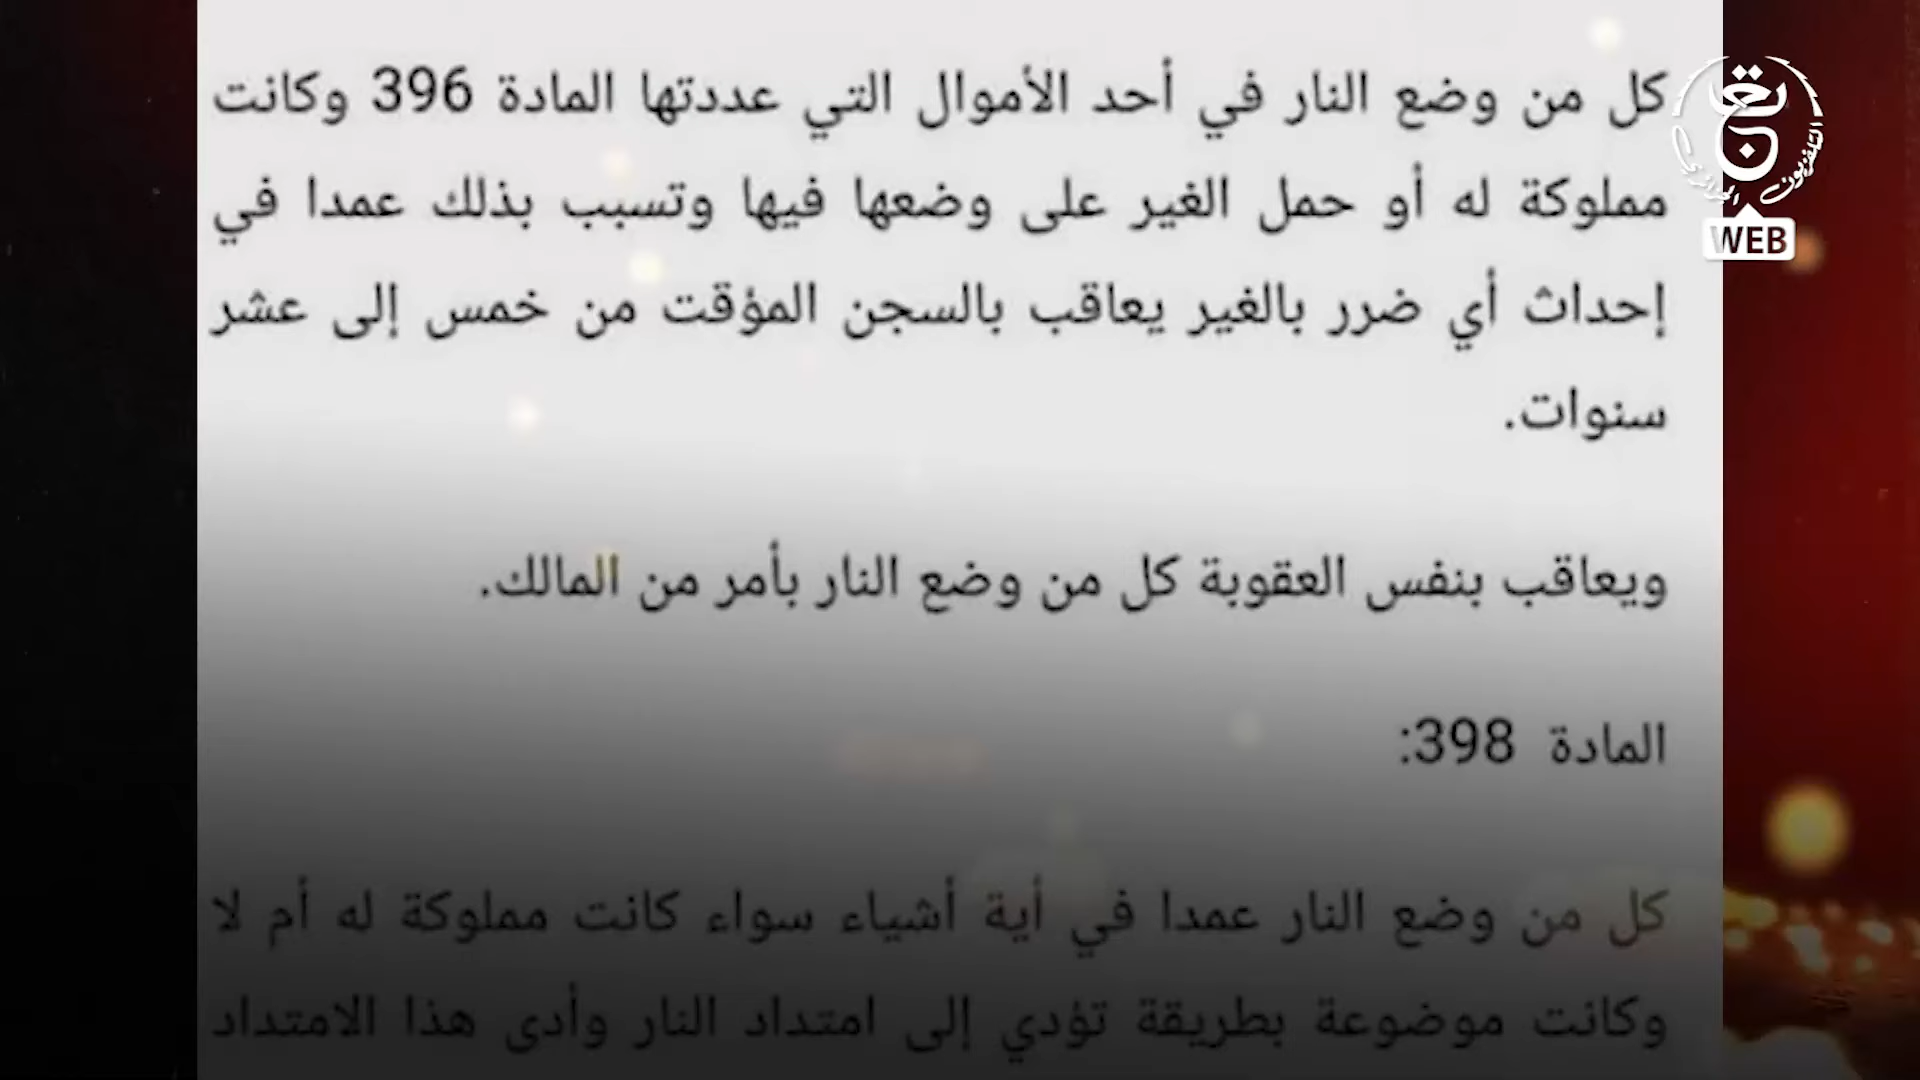 كل من وضع النار في أحد الأموال التي عددتها المادة 396 وكانت
مملوكة له أو حمل الغير على وضعها فيها وتسبب بذلك عمدا في
إحداث أي ضرر بالغير يعاقب بالسجن المؤقت من خمس إلى عشر
سنوات.
ويعاقب بنفس العقوبة كل من وضع النار بأمر من المالك.
المادة 398:
كل من وضع النار عمدا في أية أشياء سواء كانت مملوكة له أم لا
وكانت موضوعة بطريقة تؤدي إلى امتداد النار وأدى هذا الامتداد
التلفزيون الجزائري
WEB